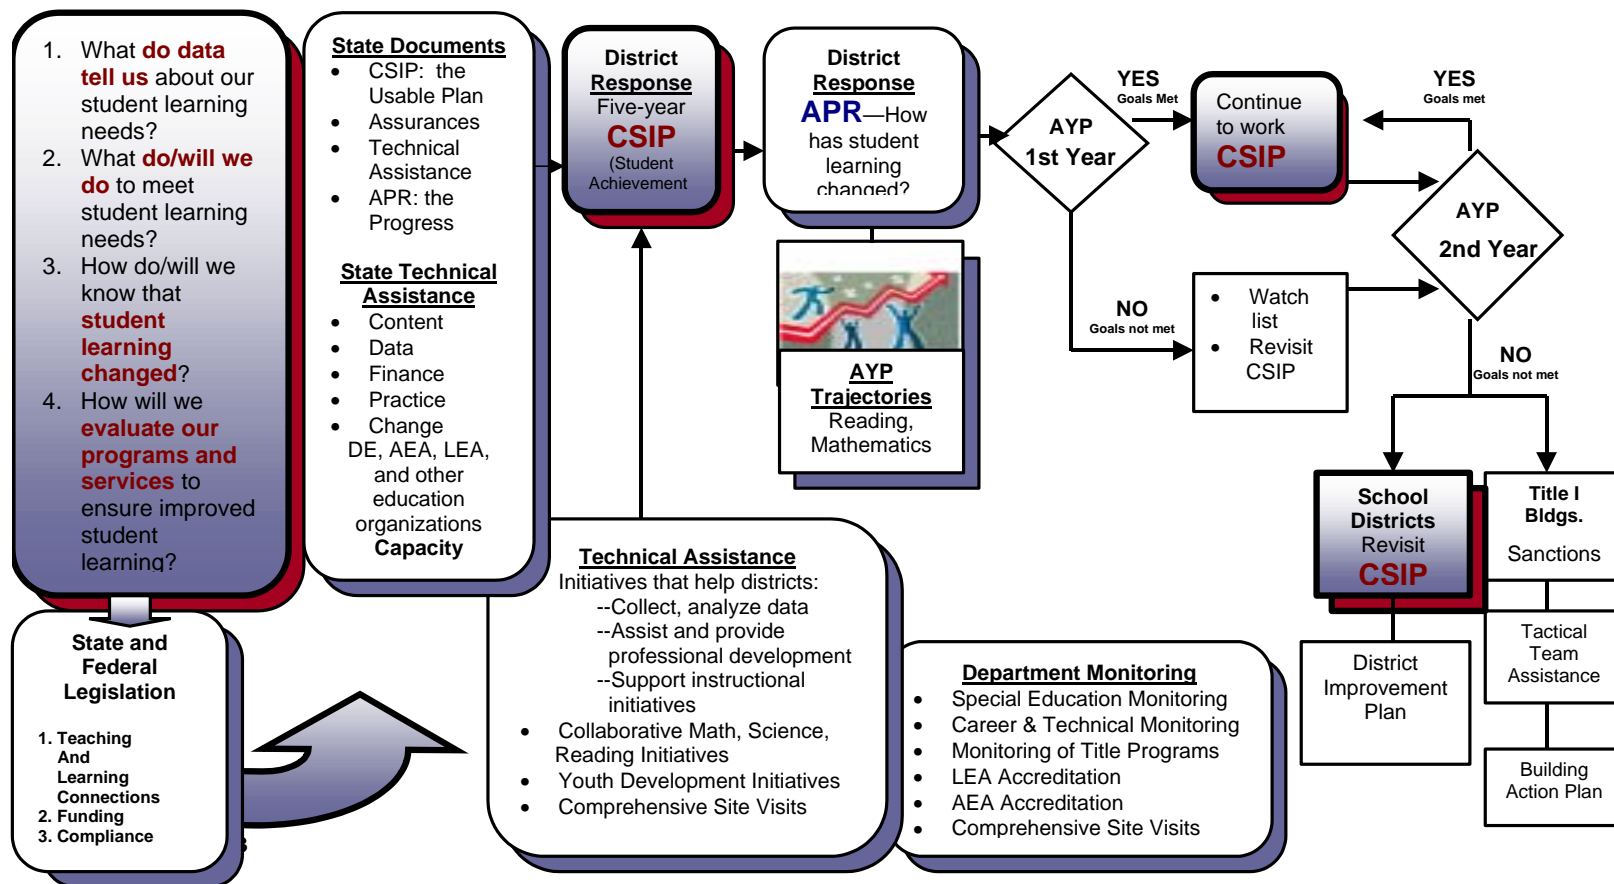 1. What do data
tell us about our
student learning
needs?
2. What do/will we
do to meet
student learning
needs?
3. How do/will we
know that
student
learning
changed?
4. How will we
evaluate our
programs and
services to
ensure improved
student
learning?
State and
Federal
Legislation
1. Teaching
And
Learning
Connections
2. Funding
3. Compliance
State Documents
• CSIP: the
Usable Plan
• Assurances
• Technical
Assistance
• APR: the
Progress
State Technical
Assistance
• Content
• Data
• Finance
• Practice
• Change
DE, AEA, LEA,
and other
education
organizations
Capacity
District
Response
Five-year
CSIP
(Student
Achievement
District
Response
APR—How
has student
learning
changed?
AYP
Trajectories
Reading,
Mathematics
AYP
1st Year
YES
Goals Met
NO
Goals not met
Continue
to work
CSIP
• Watch
list
• Revisit
CSIP
YES
Goals met
AYP
2nd Year
NO
Goals not met
School
Districts
Revisit
CSIP
District
Improvement
Plan
Title I
Bldgs.
Sanctions
Tactical
Team
Assistance
Building
Action Plan
Technical Assistance
Initiatives that help districts:
--Collect, analyze data
--Assist and provide
professional development
--Support instructional
initiatives
• Collaborative Math, Science,
Reading Initiatives
• Youth Development Initiatives
• Comprehensive Site Visits
Department Monitoring
• Special Education Monitoring
• Career & Technical Monitoring
• Monitoring of Title Programs
• LEA Accreditation
• AEA Accreditation
• Comprehensive Site Visits